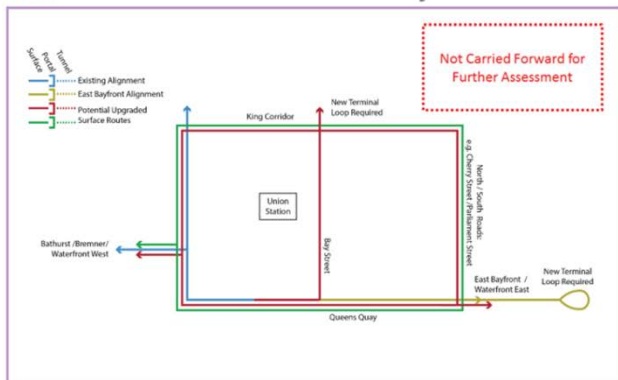 Surface
Portal
Tunnel
Existing Alignment
East Bayfront Alignment
Potential Upgraded
Surface Routes
Not Carried Forward for
Further Assessment
King Corridor
New Terminal
Loop Required
Union
Station
Bay Street
North / South Roads:
e.g. Cherry Street /Parliament Street
Bathurst /Bremner/
Waterfront West
East Bayfront /
Waterfront East
New Terminal
Loop Required
Queens Quay